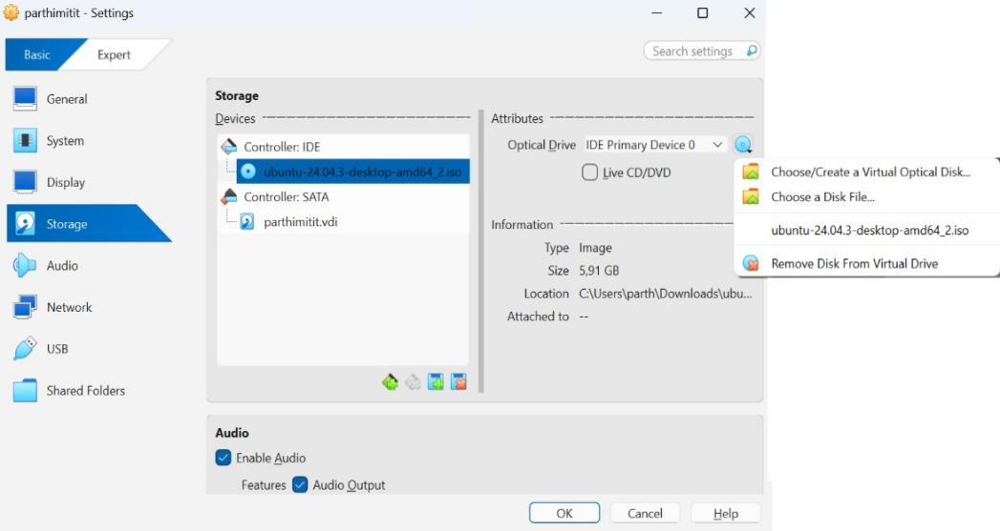 parthimitit - Settings
Basic
Expert
Search settings
General
System
Display
Storage
Audio
Network
USB
Shared Folders
Storage
Devices
Controller: IDE
ubuntu-24.04.3-desktop-amd64_2.iso
Controller: SATA
parthimitit.vdi
Attributes
Optical Drive IDE Primary Device 0
Live CD/DVD
Information
Type Image
Size 5,91 GB
Location C:\Users\parth\Downloads\ubu...
Attached to --
Choose/Create a Virtual Optical Disk...
Choose a Disk File...
ubuntu-24.04.3-desktop-amd64_2.iso
Remove Disk From Virtual Drive
Audio
Enable Audio
Features Audio Output
OK Cancel Help